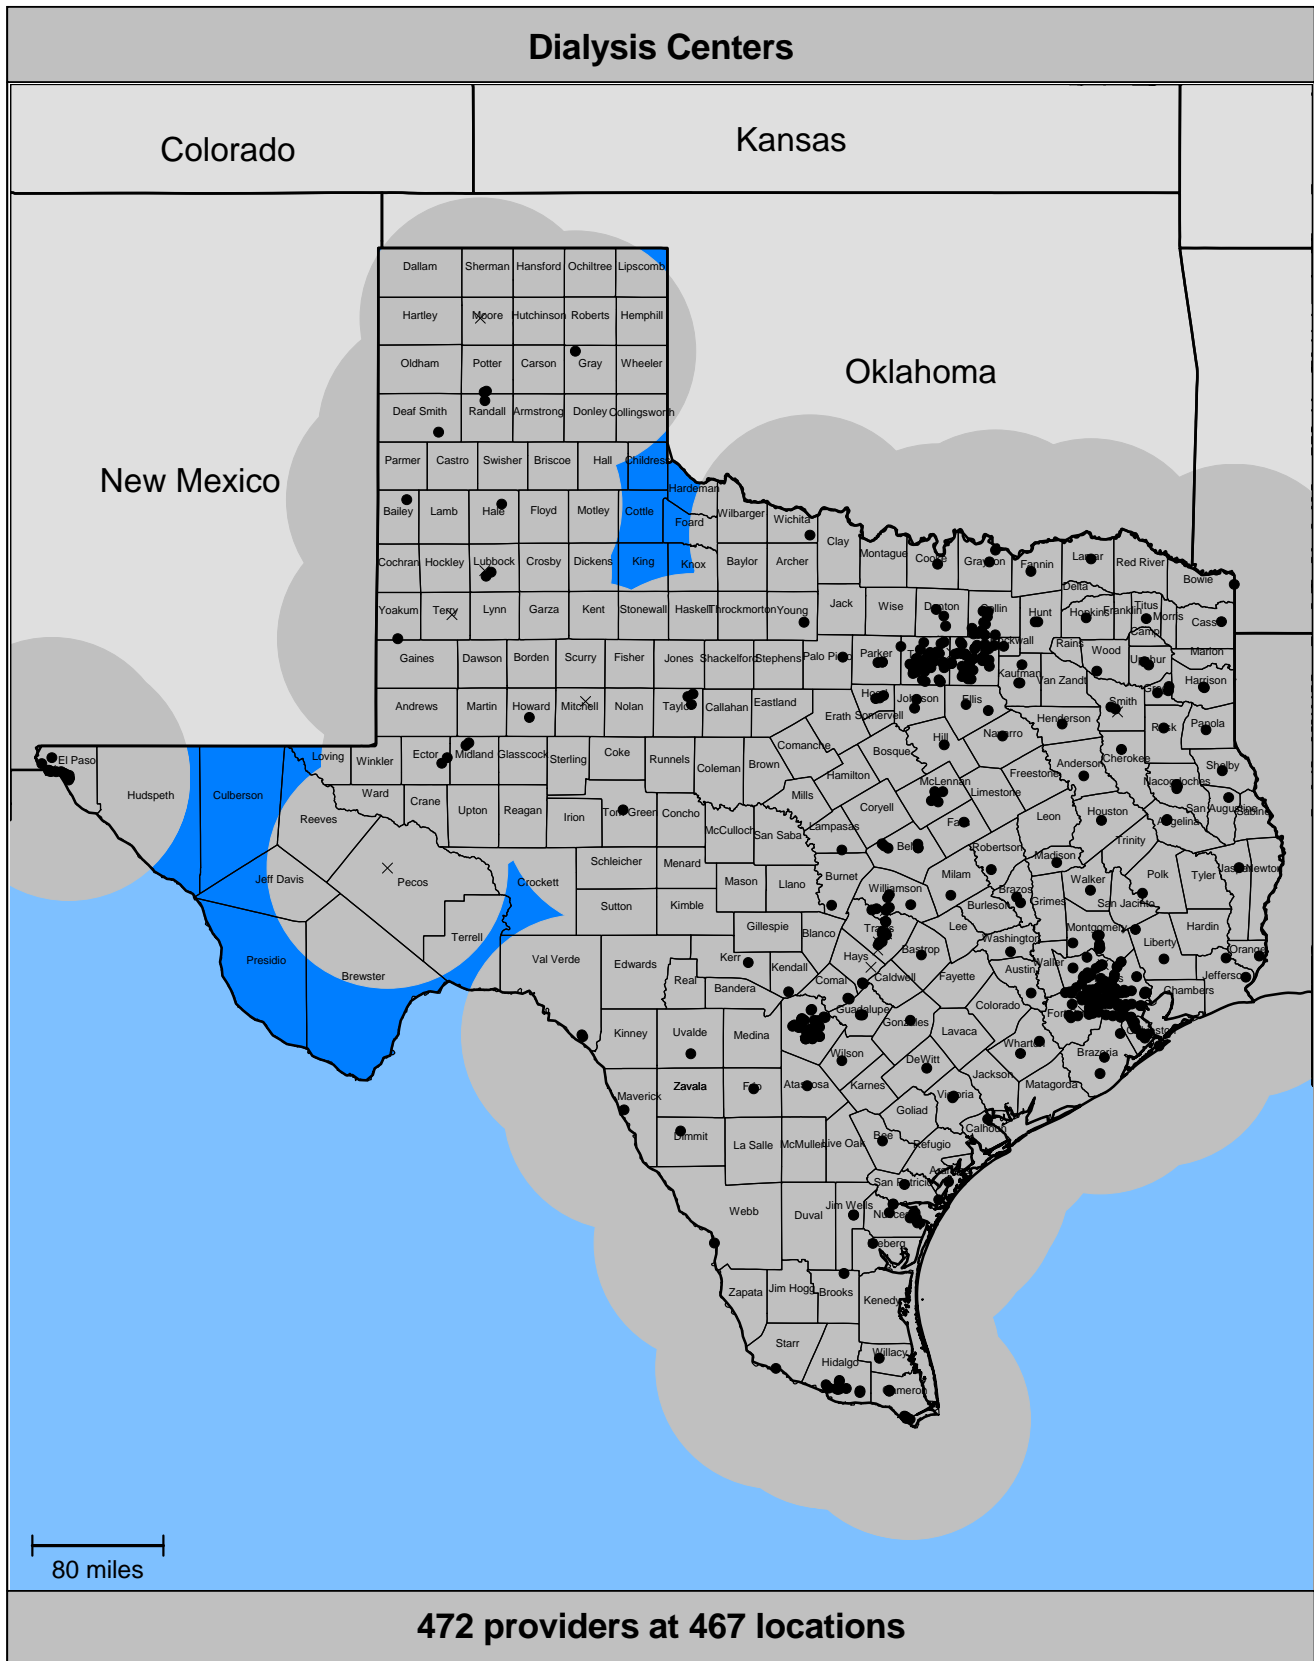 Dialysis Centers
Colorado
Kansas
Oklahoma
New Mexico
Dallam Sherman Hansford Ochiltree Lipscomb
Hartley Moore Hutchinson Roberts Hemphill
Oldham Potter Carson Gray Wheeler
Deaf Smith Randall Armstrong Donley Collingsworth
Parmer Castro Swisher Briscoe Hall Childress
Hardeman
Bailey Lamb Hale Floyd Motley Cottle Foard Wilbarger Wichita
Clay Montague Cooke Grayson Fannin Lamar Red River Bowie
Cochran Hockley Lubbock Crosby Dickens King Knox Baylor Archer
Delta
Yoakum Terry Lynn Garza Kent Stonewall Haskell Throckmorton Young Jack Wise Denton Collin Hunt Hopkins Franklin Titus Morris Cass
Camp
Gaines Dawson Borden Scurry Fisher Jones Shackelford Stephens Palo Pinto Parker Kaufman Rains Wood Upshur Marion
Van Zandt Harrison
Andrews Martin Howard Mitchell Nolan Taylor Callahan Eastland Erath Hood Somervell Johnson Ellis Henderson Smith Rusk Panola
El Paso Hudspeth Culberson Loving Winkler Ector Midland Glasscock Sterling Coke Runnels Coleman Brown Comanche Bosque Hill Navarro Anderson Cherokee Shelby
Ward Crane Upton Reagan Irion Tom Green Concho McCulloch San Saba Mills Hamilton Coryell McLennan Limestone Freestone Nacogdoches San Augustine Sabine
Reeves Lampasas Falls Leon Houston Angelina
Jeff Davis Pecos Crockett Schleicher Menard Mason Llano Burnet Bell Robertson Madison Trinity Polk Tyler Jasper Newton
Sutton Kimble Williamson Milam Brazos Burleson Grimes Walker San Jacinto Hardin
Presidio Brewster Terrell Val Verde Edwards Gillespie Blanco Travis Hays Bastrop Lee Washington Montgomery Liberty Orange
Real Kerr Kendall Bandera Comal Caldwell Fayette Austin Waller Chambers Jefferson
Kinney Uvalde Medina Guadalupe Gonzales Lavaca Colorado Wharton Brazoria
Maverick Zavala Frio Atascosa Wilson Karnes DeWitt Jackson Matagorda
Goliad Victoria Calhoun
Dimmit La Salle McMullen Live Oak Bee Refugio
San Patricio
Webb Duval Jim Wells
Zapata Jim Hogg Brooks Kenedy
Starr Hidalgo Willacy
Cameron
80 miles
472 providers at 467 locations